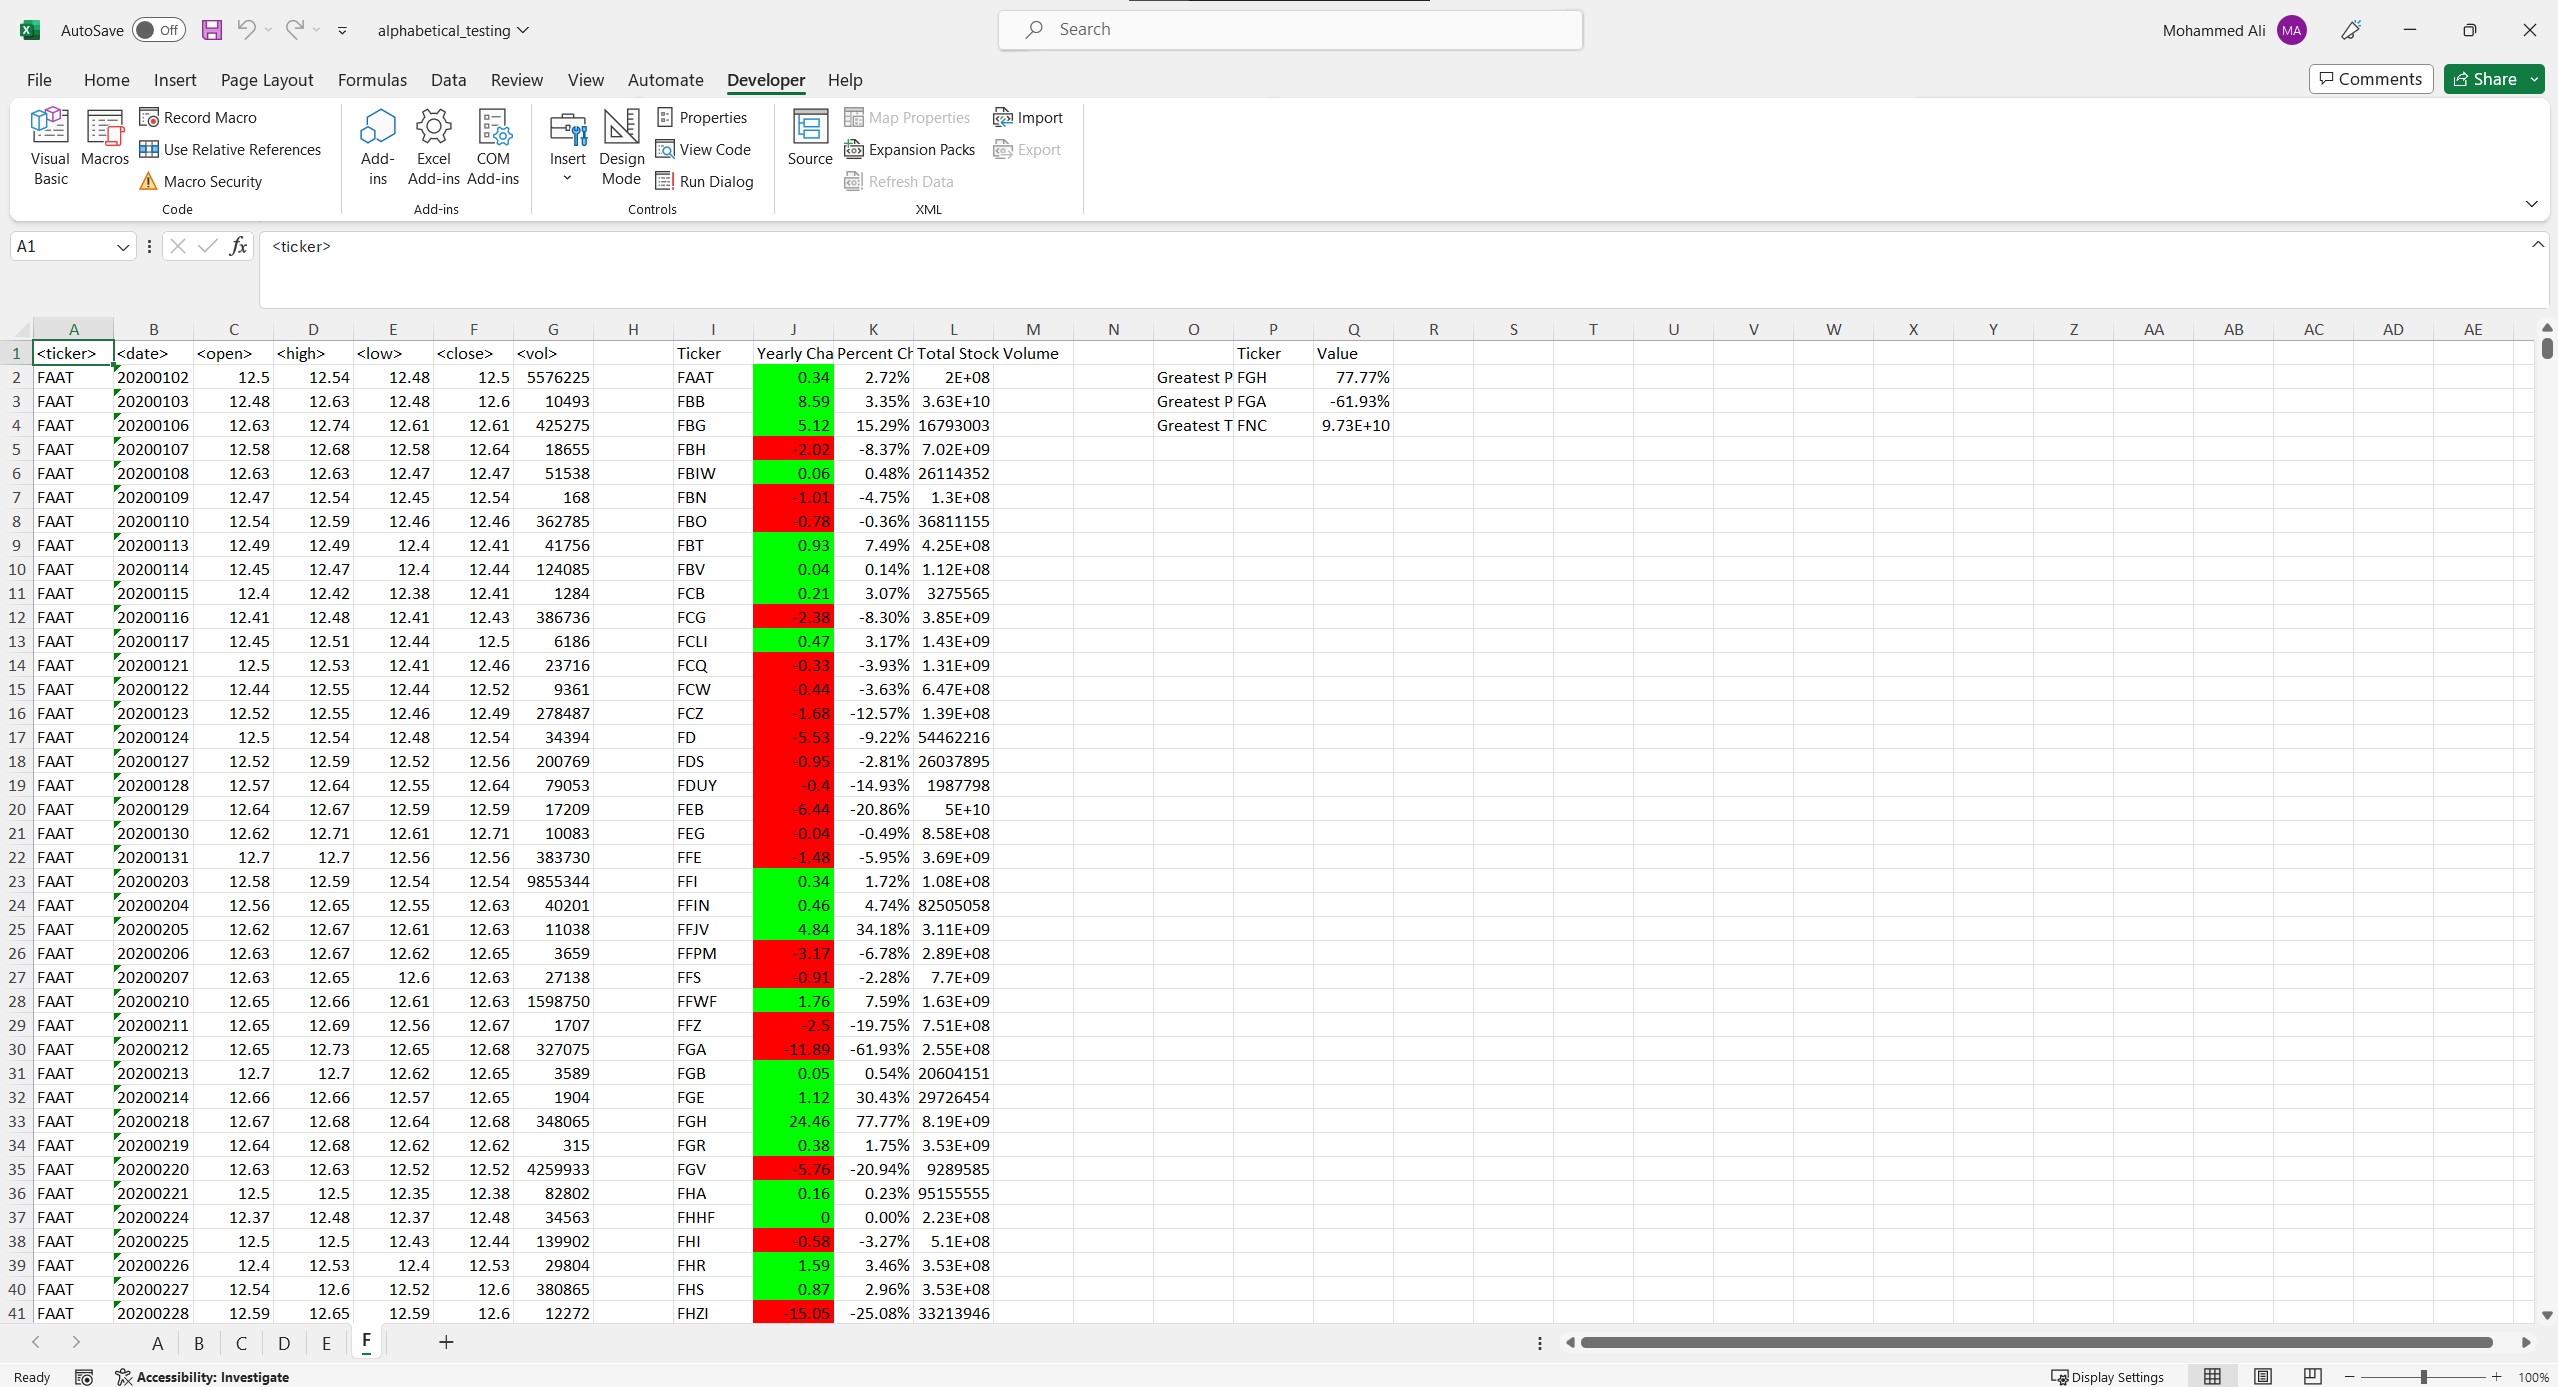 AutoSave Off alphabetical_testing Search Mohammed Ali MA
File Home Insert Page Layout Formulas Data Review View Automate Developer Help Comments Share
Visual Basic Macros Record Macro Use Relative References Macro Security Code
Add-ins Excel Add-ins COM Add-ins Add-ins
Insert Design Mode Properties View Code Run Dialog Controls
Source Map Properties Expansion Packs Refresh Data Import Export XML
A1 fx <ticker>
A B C D E F G H I J K L M N O P Q R S T U V W X Y Z AA AB AC AD AE
1 <ticker> <date> <open> <high> <low> <close> <vol> Ticker Yearly Cha Percent Ch Total Stock Volume Ticker Value
2 FAAT 20200102 12.5 12.54 12.48 12.5 5576225 FAAT 0.34 2.72% 2E+08 Greatest P FGH 77.77%
3 FAAT 20200103 12.48 12.63 12.48 12.6 10493 FBB 8.59 3.35% 3.63E+10 Greatest P FGA -61.93%
4 FAAT 20200106 12.63 12.74 12.61 12.61 425275 FBG 5.12 15.29% 16793003 Greatest T FNC 9.73E+10
5 FAAT 20200107 12.58 12.68 12.58 12.64 18655 FBH -2.02 -8.37% 7.02E+09
6 FAAT 20200108 12.63 12.63 12.47 12.47 51538 FBIW 0.06 0.48% 26114352
7 FAAT 20200109 12.47 12.54 12.45 12.54 168 FBN -1.01 -4.75% 1.3E+08
8 FAAT 20200110 12.54 12.59 12.46 12.46 362785 FBO -0.78 -0.36% 36811155
9 FAAT 20200113 12.49 12.49 12.4 12.41 41756 FBT 0.93 7.49% 4.25E+08
10 FAAT 20200114 12.45 12.47 12.4 12.44 124085 FBV 0.04 0.14% 1.12E+08
11 FAAT 20200115 12.4 12.42 12.38 12.41 1284 FCB 0.21 3.07% 3275565
12 FAAT 20200116 12.41 12.48 12.41 12.43 386736 FCG -2.38 -8.30% 3.85E+09
13 FAAT 20200117 12.45 12.51 12.44 12.5 6186 FCLI 0.47 3.17% 1.43E+09
14 FAAT 20200121 12.5 12.53 12.41 12.46 23716 FCQ -0.33 -3.93% 1.31E+09
15 FAAT 20200122 12.44 12.55 12.44 12.52 9361 FCW -0.44 -3.63% 6.47E+08
16 FAAT 20200123 12.52 12.55 12.46 12.49 278487 FCZ -1.68 -12.57% 1.39E+08
17 FAAT 20200124 12.5 12.54 12.48 12.54 34394 FD -5.53 -9.22% 54462216
18 FAAT 20200127 12.52 12.59 12.52 12.56 200769 FDS -0.95 -2.81% 26037895
19 FAAT 20200128 12.57 12.64 12.55 12.64 79053 FDUY -0.4 -14.93% 1987798
20 FAAT 20200129 12.64 12.67 12.59 12.59 17209 FEB -6.44 -20.86% 5E+10
21 FAAT 20200130 12.62 12.71 12.61 12.71 10083 FEG -0.04 -0.49% 8.58E+08
22 FAAT 20200131 12.7 12.7 12.56 12.56 383730 FFE -1.48 -5.95% 3.69E+09
23 FAAT 20200203 12.58 12.59 12.54 12.54 9855344 FFI 0.34 1.72% 1.08E+08
24 FAAT 20200204 12.56 12.65 12.55 12.63 40201 FFIN 0.46 4.74% 82505058
25 FAAT 20200205 12.62 12.67 12.61 12.63 11038 FFJV 4.84 34.18% 3.11E+09
26 FAAT 20200206 12.63 12.67 12.62 12.65 3659 FFPM -3.17 -6.78% 2.89E+08
27 FAAT 20200207 12.63 12.65 12.6 12.63 27138 FFS -0.91 -2.28% 7.7E+09
28 FAAT 20200210 12.65 12.66 12.61 12.63 1598750 FFWF 1.76 7.59% 1.63E+09
29 FAAT 20200211 12.65 12.69 12.56 12.67 1707 FFZ -2.5 -19.75% 7.51E+08
30 FAAT 20200212 12.65 12.73 12.65 12.68 327075 FGA -11.89 -61.93% 2.55E+08
31 FAAT 20200213 12.7 12.7 12.62 12.65 3589 FGB 0.05 0.54% 20604151
32 FAAT 20200214 12.66 12.66 12.57 12.65 1904 FGE 1.12 30.43% 29726454
33 FAAT 20200218 12.67 12.68 12.64 12.68 348065 FGH 24.46 77.77% 8.19E+09
34 FAAT 20200219 12.64 12.68 12.62 12.62 315 FGR 0.38 1.75% 3.53E+09
35 FAAT 20200220 12.63 12.63 12.52 12.52 4259933 FGV -5.76 -20.94% 9289585
36 FAAT 20200221 12.5 12.5 12.35 12.38 82802 FHA 0.16 0.23% 95155555
37 FAAT 20200224 12.37 12.48 12.37 12.48 34563 FHHF 0 0.00% 2.23E+08
38 FAAT 20200225 12.5 12.5 12.43 12.44 139902 FHI -0.58 -3.27% 5.1E+08
39 FAAT 20200226 12.4 12.53 12.4 12.53 29804 FHR 1.59 3.46% 3.53E+08
40 FAAT 20200227 12.54 12.6 12.52 12.6 380865 FHS 0.87 2.96% 3.53E+08
41 FAAT 20200228 12.59 12.65 12.59 12.6 12272 FHZI -15.05 -25.08% 33213946
A B C D E F
Ready Accessibility: Investigate Display Settings 100%